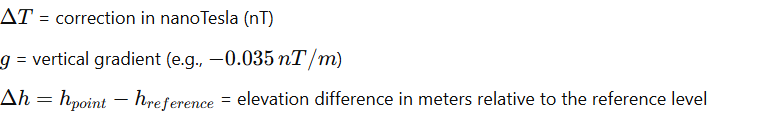 ΔT = correction in nanoTesla (nT)
g = vertical gradient (e.g., −0.035 nT/m)
Δh = h_point − h_reference = elevation difference in meters relative to the reference level